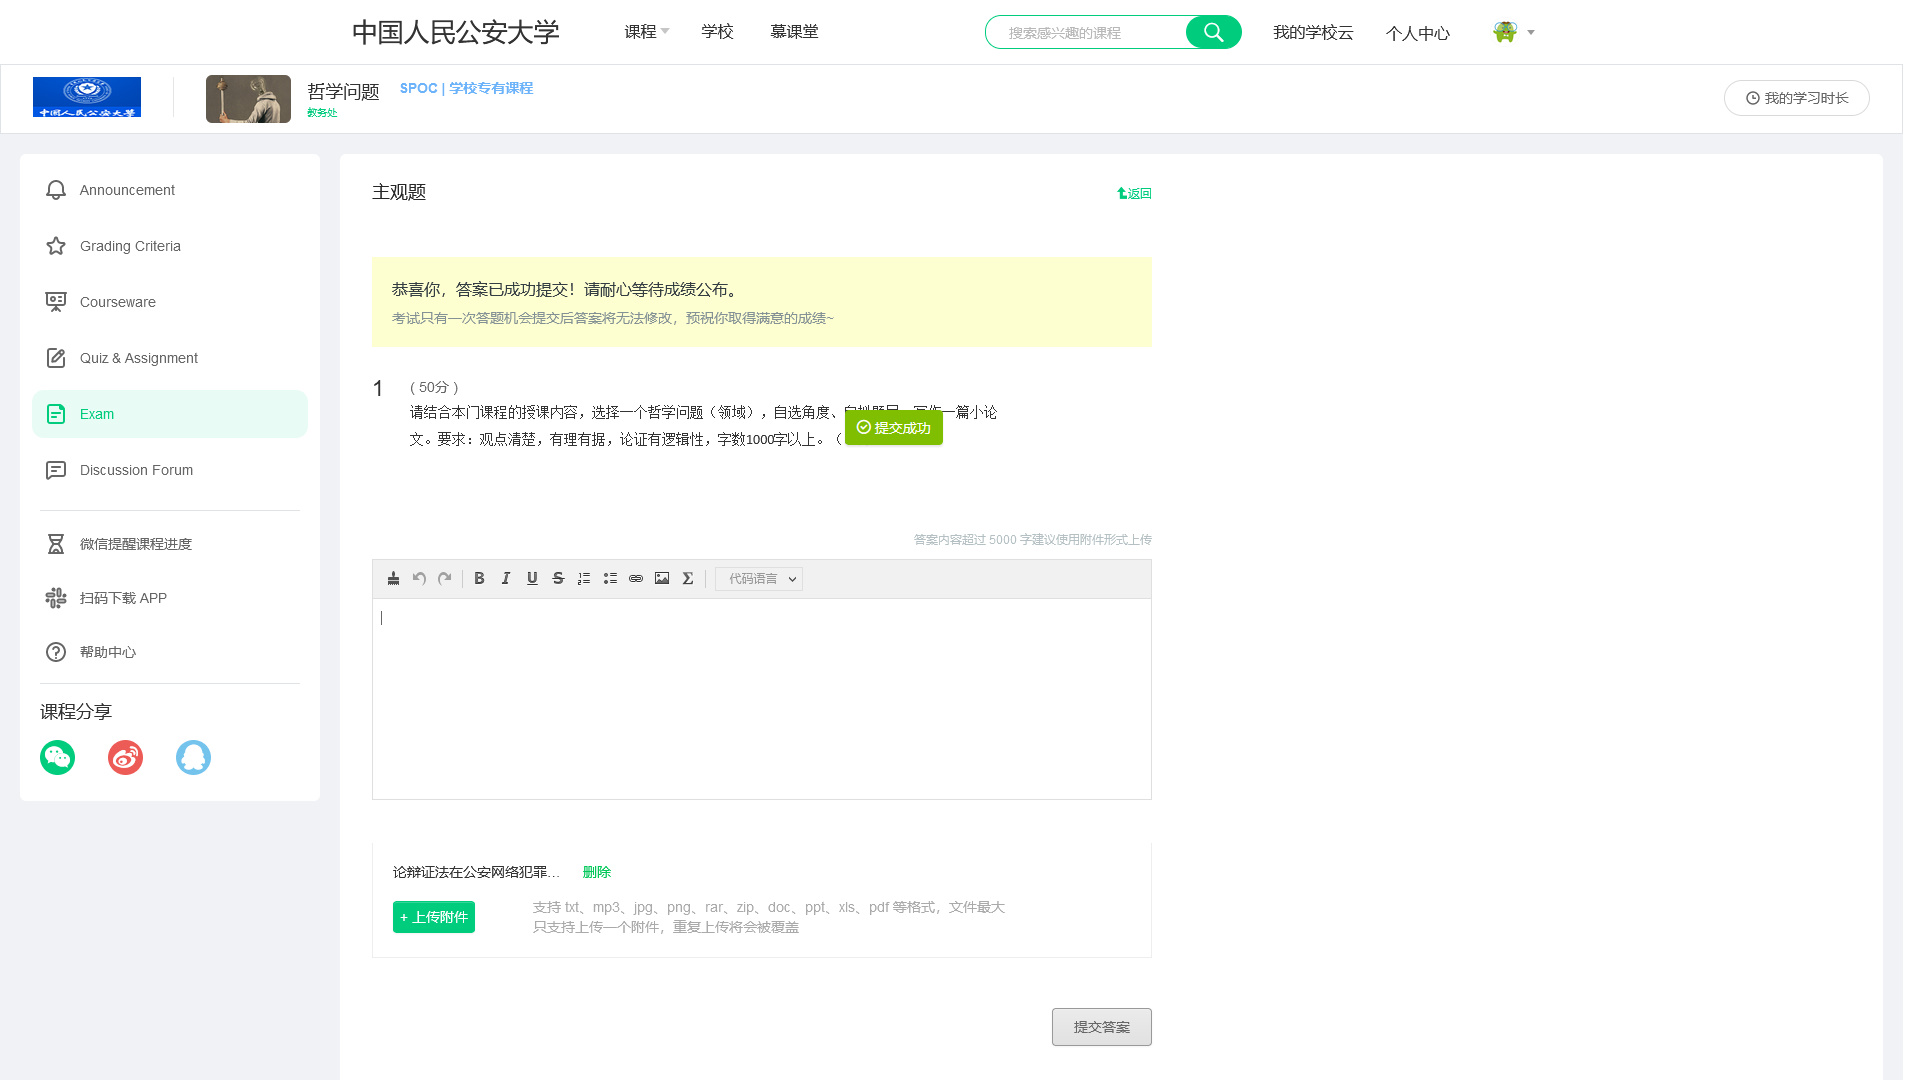 中国人民公安大学
课程
学校
慕课堂
搜索感兴趣的课程
我的学校云
个人中心
中国人民公安大学
哲学问题
SPOC | 学校专有课程
教务处
我的学习时长
Announcement
Grading Criteria
Courseware
Quiz & Assignment
Exam
Discussion Forum
微信提醒课程进度
扫码下载 APP
帮助中心
课程分享
主观题
返回
恭喜你，答案已成功提交！请耐心等待成绩公布。
考试只有一次答题机会提交后答案将无法修改，预祝你取得满意的成绩~
1
( 50分 )
请结合本门课程的授课内容，选择一个哲学问题（领域），自选角度、自拟题目，写作一篇小论
文。要求：观点清楚，有理有据，论证有逻辑性，字数1000字以上。（
提交成功
答案内容超过 5000 字建议使用附件形式上传
代码语言
论辩证法在公安网络犯罪...
删除
+ 上传附件
支持 txt、mp3、jpg、png、rar、zip、doc、ppt、xls、pdf 等格式，文件最大
只支持上传一个附件，重复上传将会被覆盖
提交答案